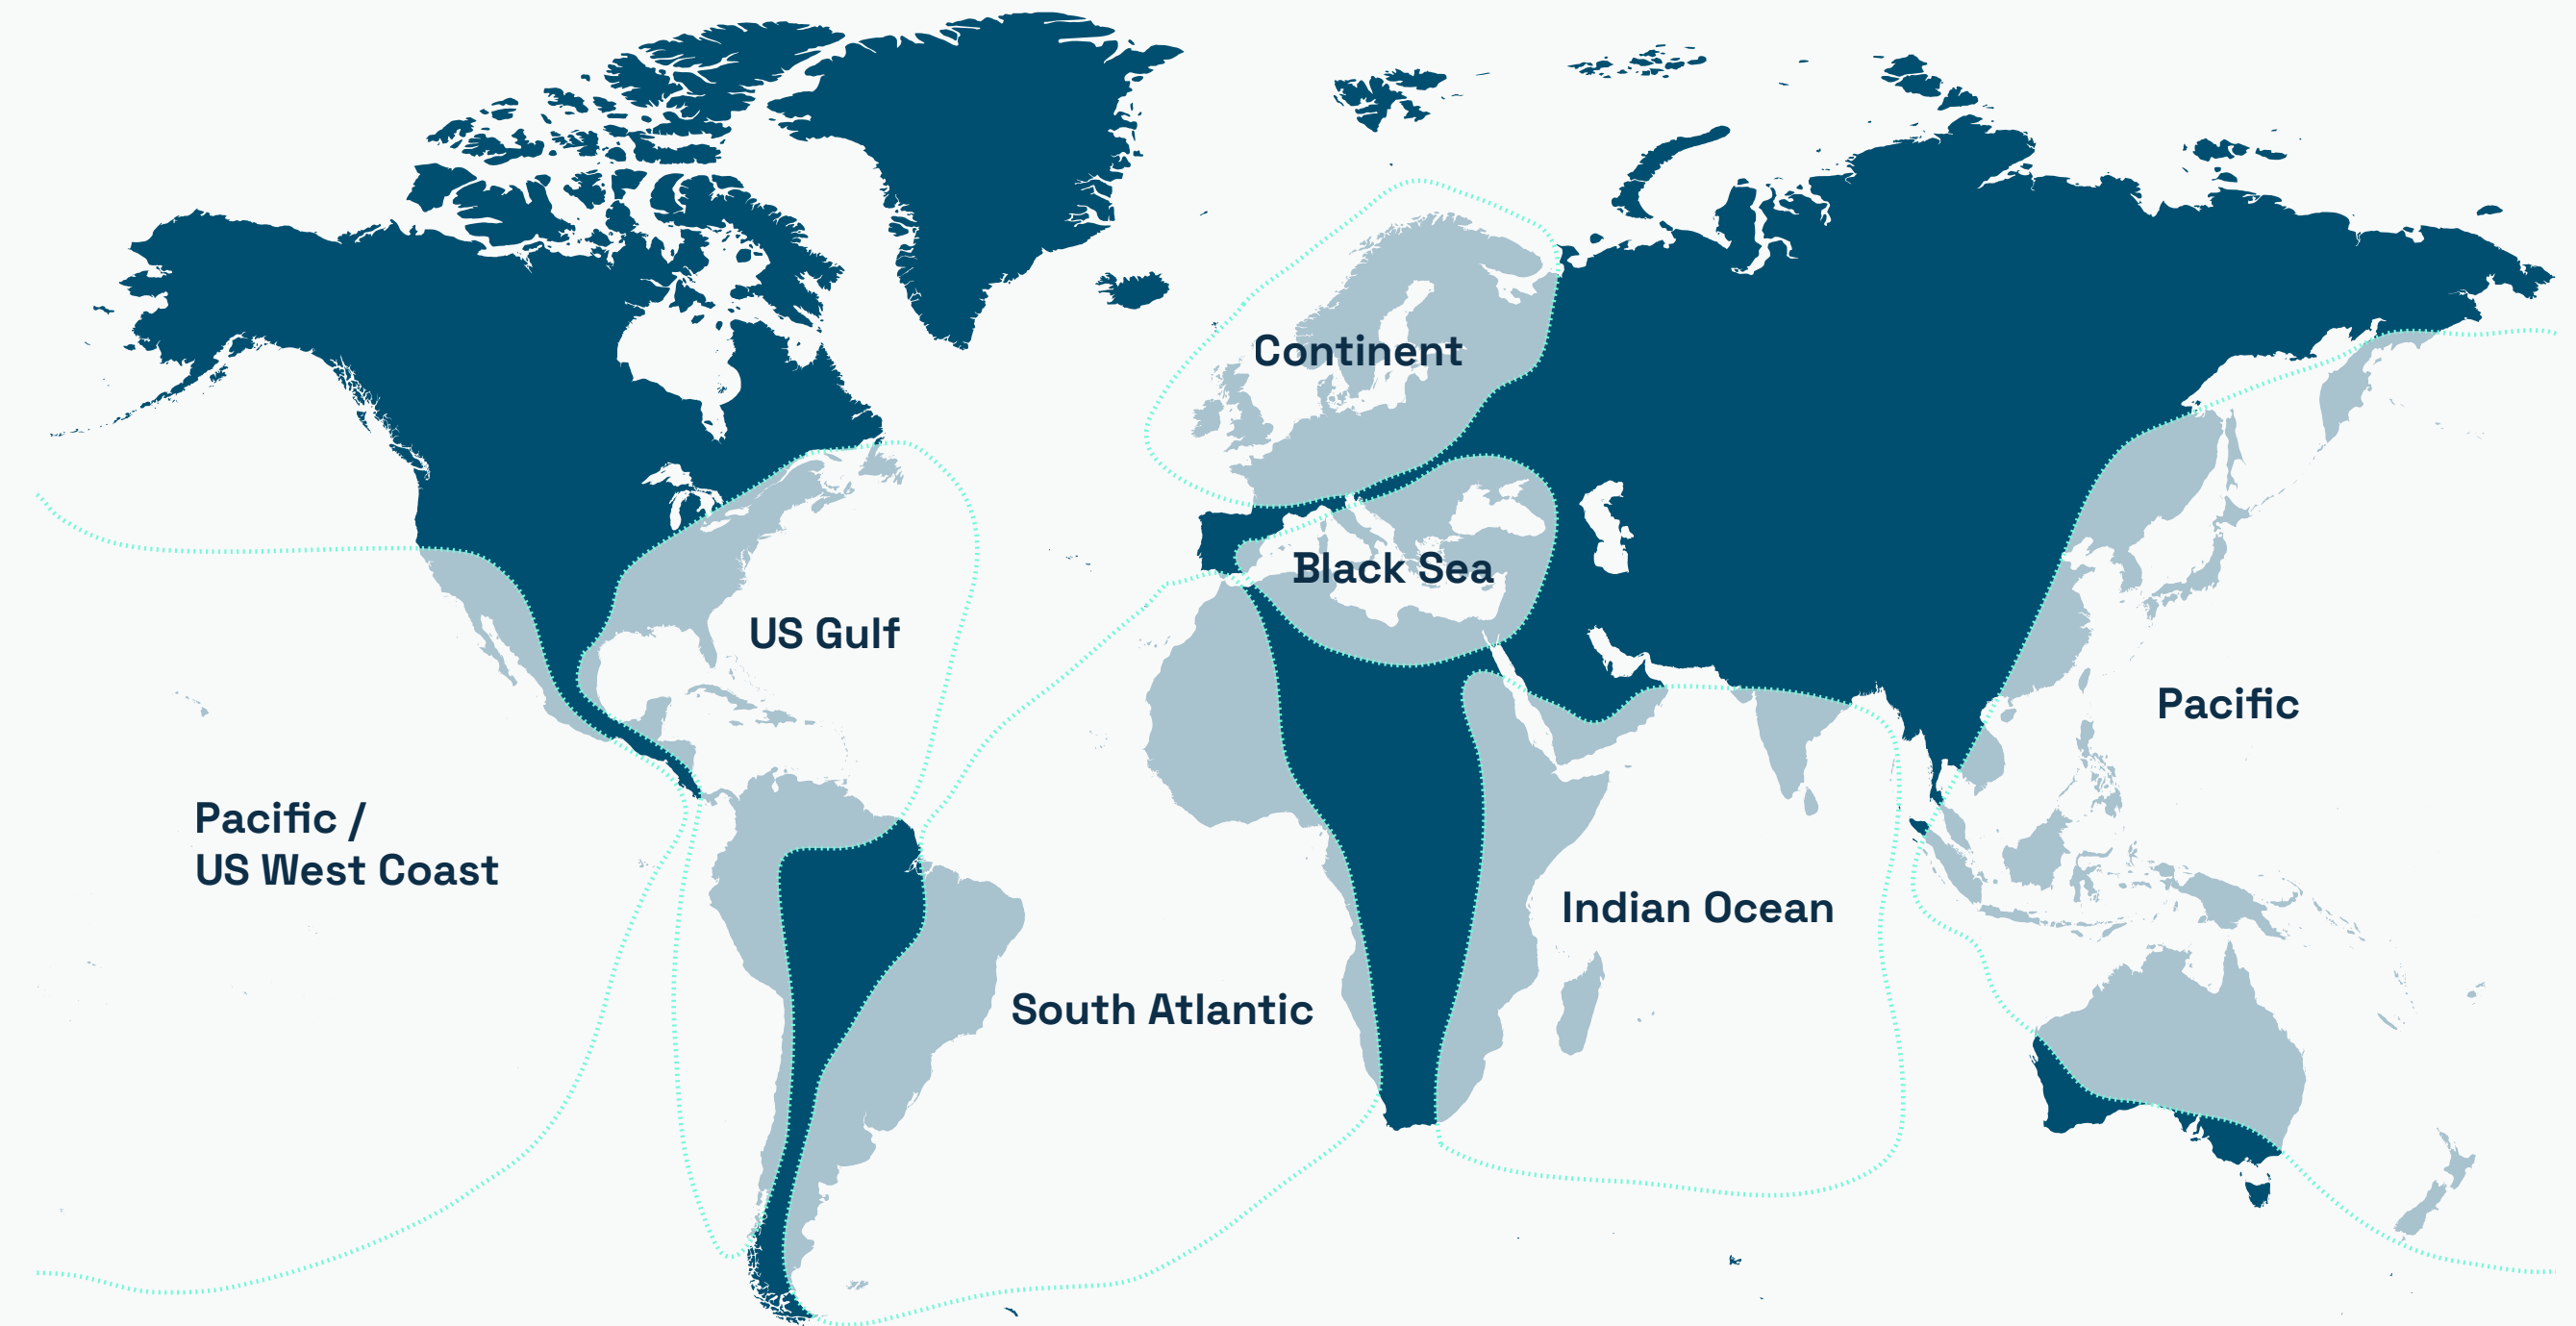 Continent
Black Sea
US Gulf
Pacific
Pacific /
US West Coast
Indian Ocean
South Atlantic